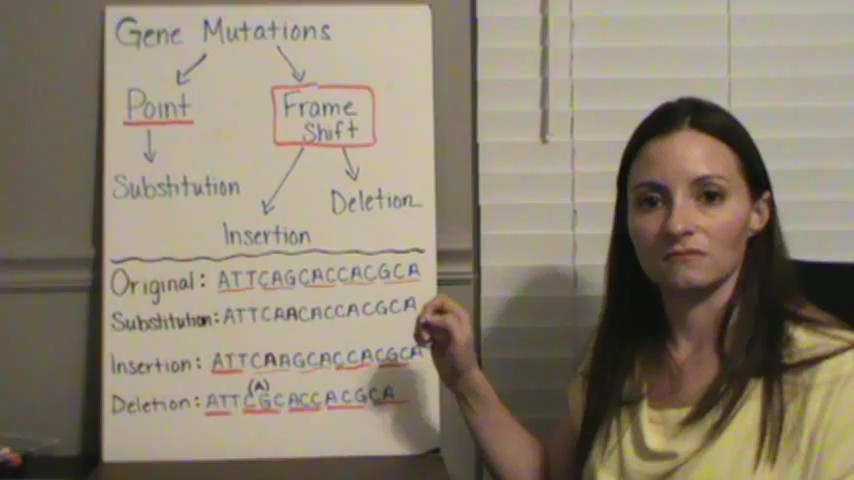 Gene Mutations
Point
Frame
Shift
Substitution
Deletion
Insertion
Original: ATTCAGCACCACGCA
Substitution: ATTCAACACCACGCA
Insertion: ATTCAAGCACCACGCA
(A)
Deletion: ATTCGCACCACGCA